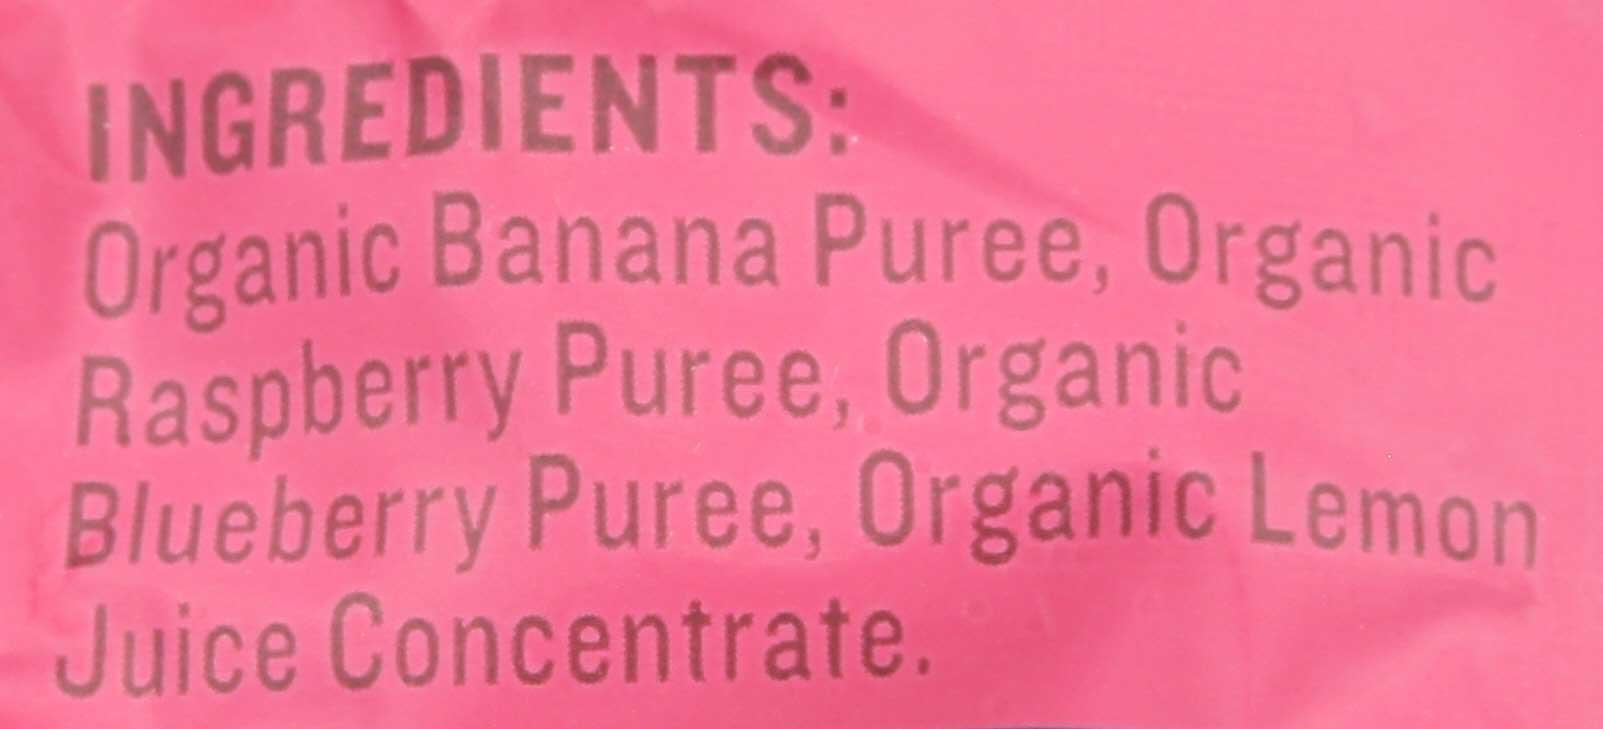 INGREDIENTS:
Organic Banana Puree, Organic
Raspberry Puree, Organic
Blueberry Puree, Organic Lemon
Juice Concentrate.